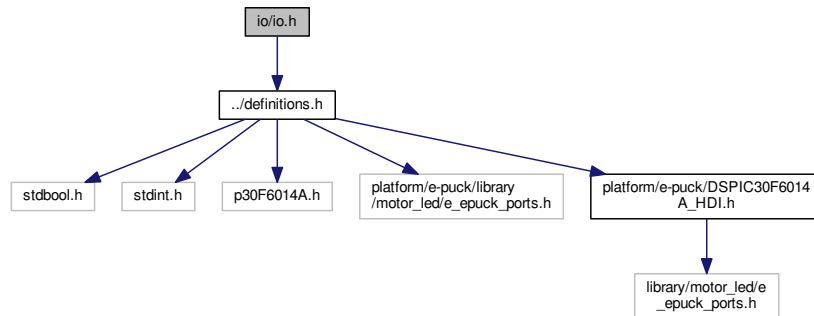 io/io.h
../definitions.h
stdbool.h
stdint.h
p30F6014A.h
platform/e-puck/library
/motor_led/e_epuck_ports.h
platform/e-puck/DSPIC30F6014
A_HDI.h
library/motor_led/e
_epuck_ports.h